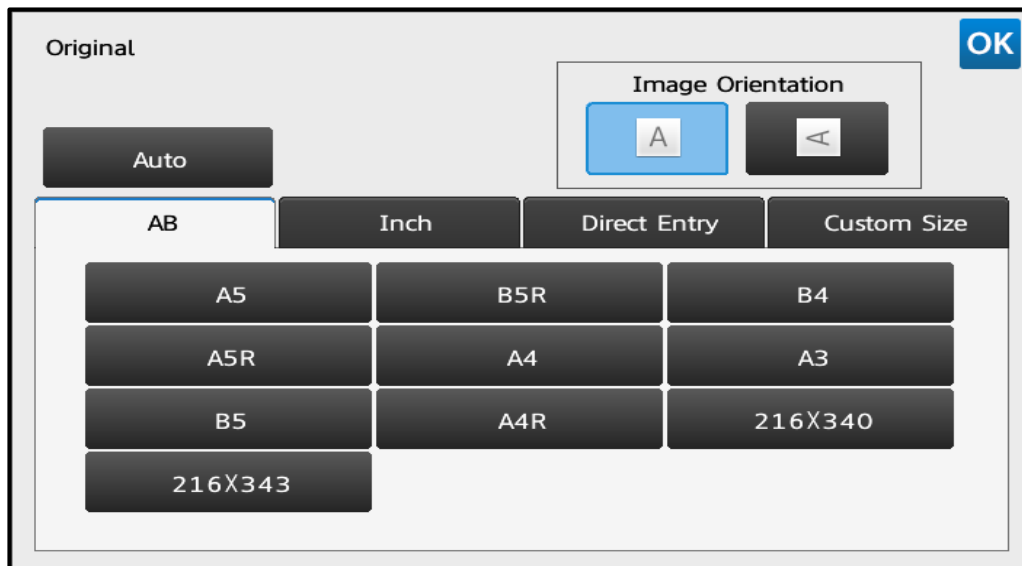 Original
OK
Image Orientation
A
A
Auto
AB
Inch
Direct Entry
Custom Size
A5
B5R
B4
A5R
A4
A3
B5
A4R
216X340
216X343